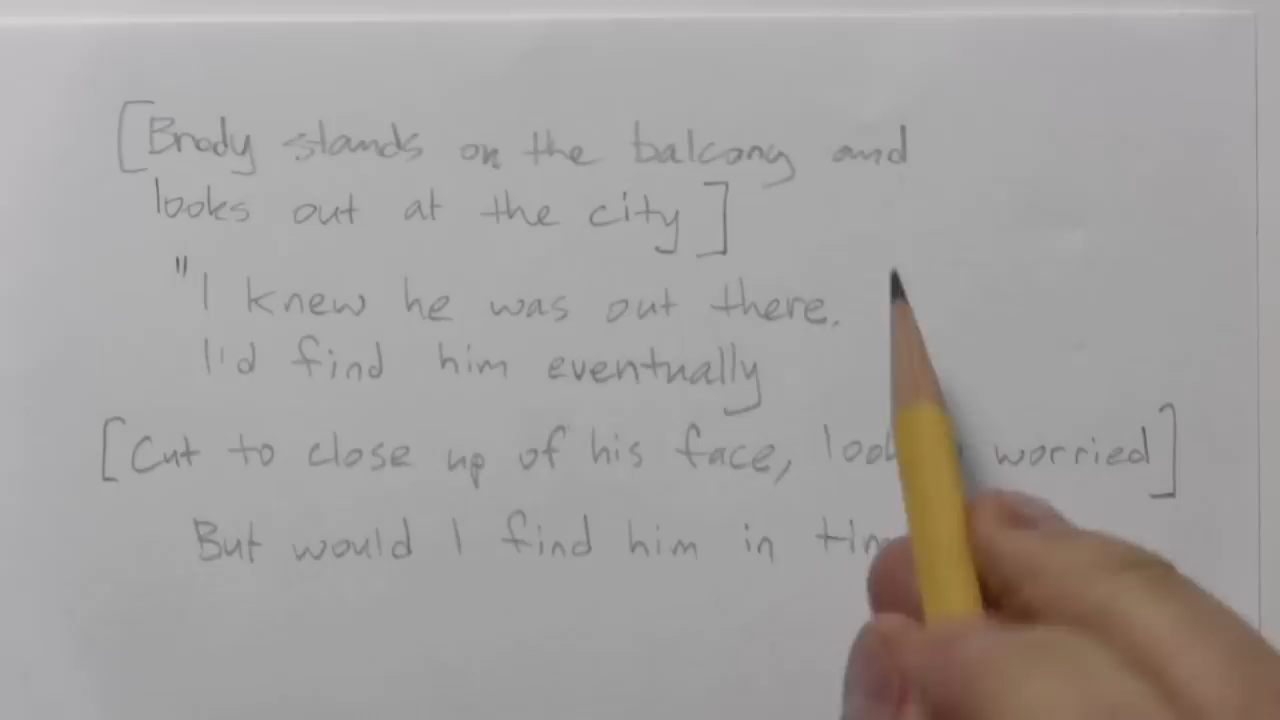 [Brody stands on the balcony and
looks out at the city]
"I knew he was out there.
I'd find him eventually
[Cut to close up of his face, worried]
But would I find him in